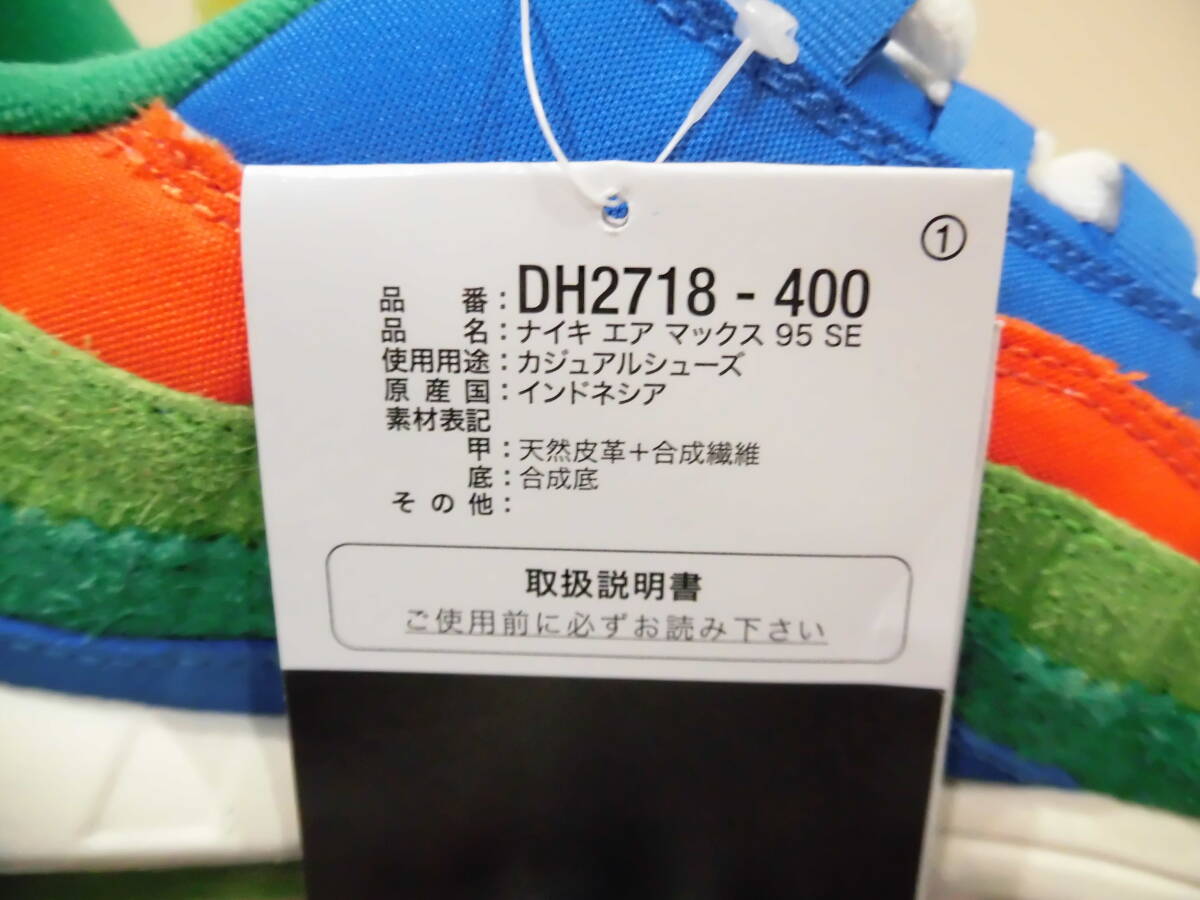 ①
品番：DH2718 - 400
品名：ナイキ エア マックス 95 SE
使用用途：カジュアルシューズ
原産国：インドネシア
素材表記
甲：天然皮革＋合成繊維
底：合成底
その他：
取扱説明書
ご使用前に必ずお読み下さい